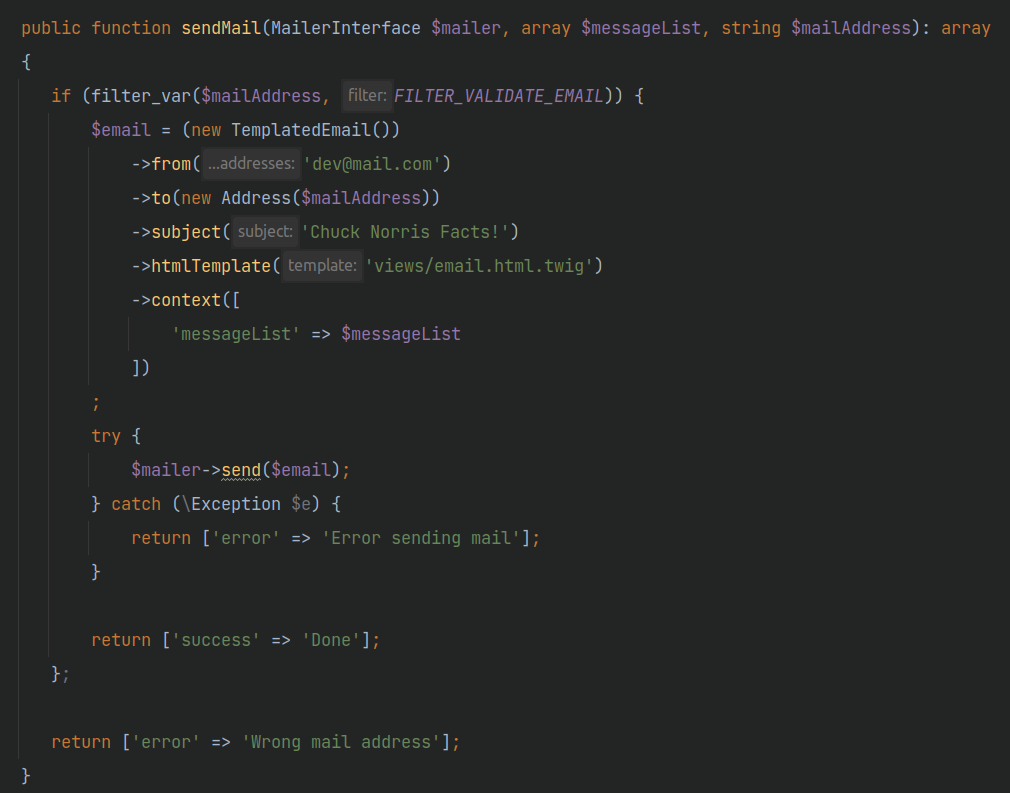 public function sendMail(MailerInterface $mailer, array $messageList, string $mailAddress): array
{
if (filter_var($mailAddress, filter: FILTER_VALIDATE_EMAIL)) {
$email = (new TemplatedEmail())
->from( ...addresses: 'dev@mail.com')
->to(new Address($mailAddress))
->subject( subject: 'Chuck Norris Facts!')
->htmlTemplate( template: 'views/email.html.twig')
->context([
'messageList' => $messageList
])
;
try {
$mailer->send($email);
} catch (\Exception $e) {
return ['error' => 'Error sending mail'];
}
return ['success' => 'Done'];
};
return ['error' => 'Wrong mail address'];
}